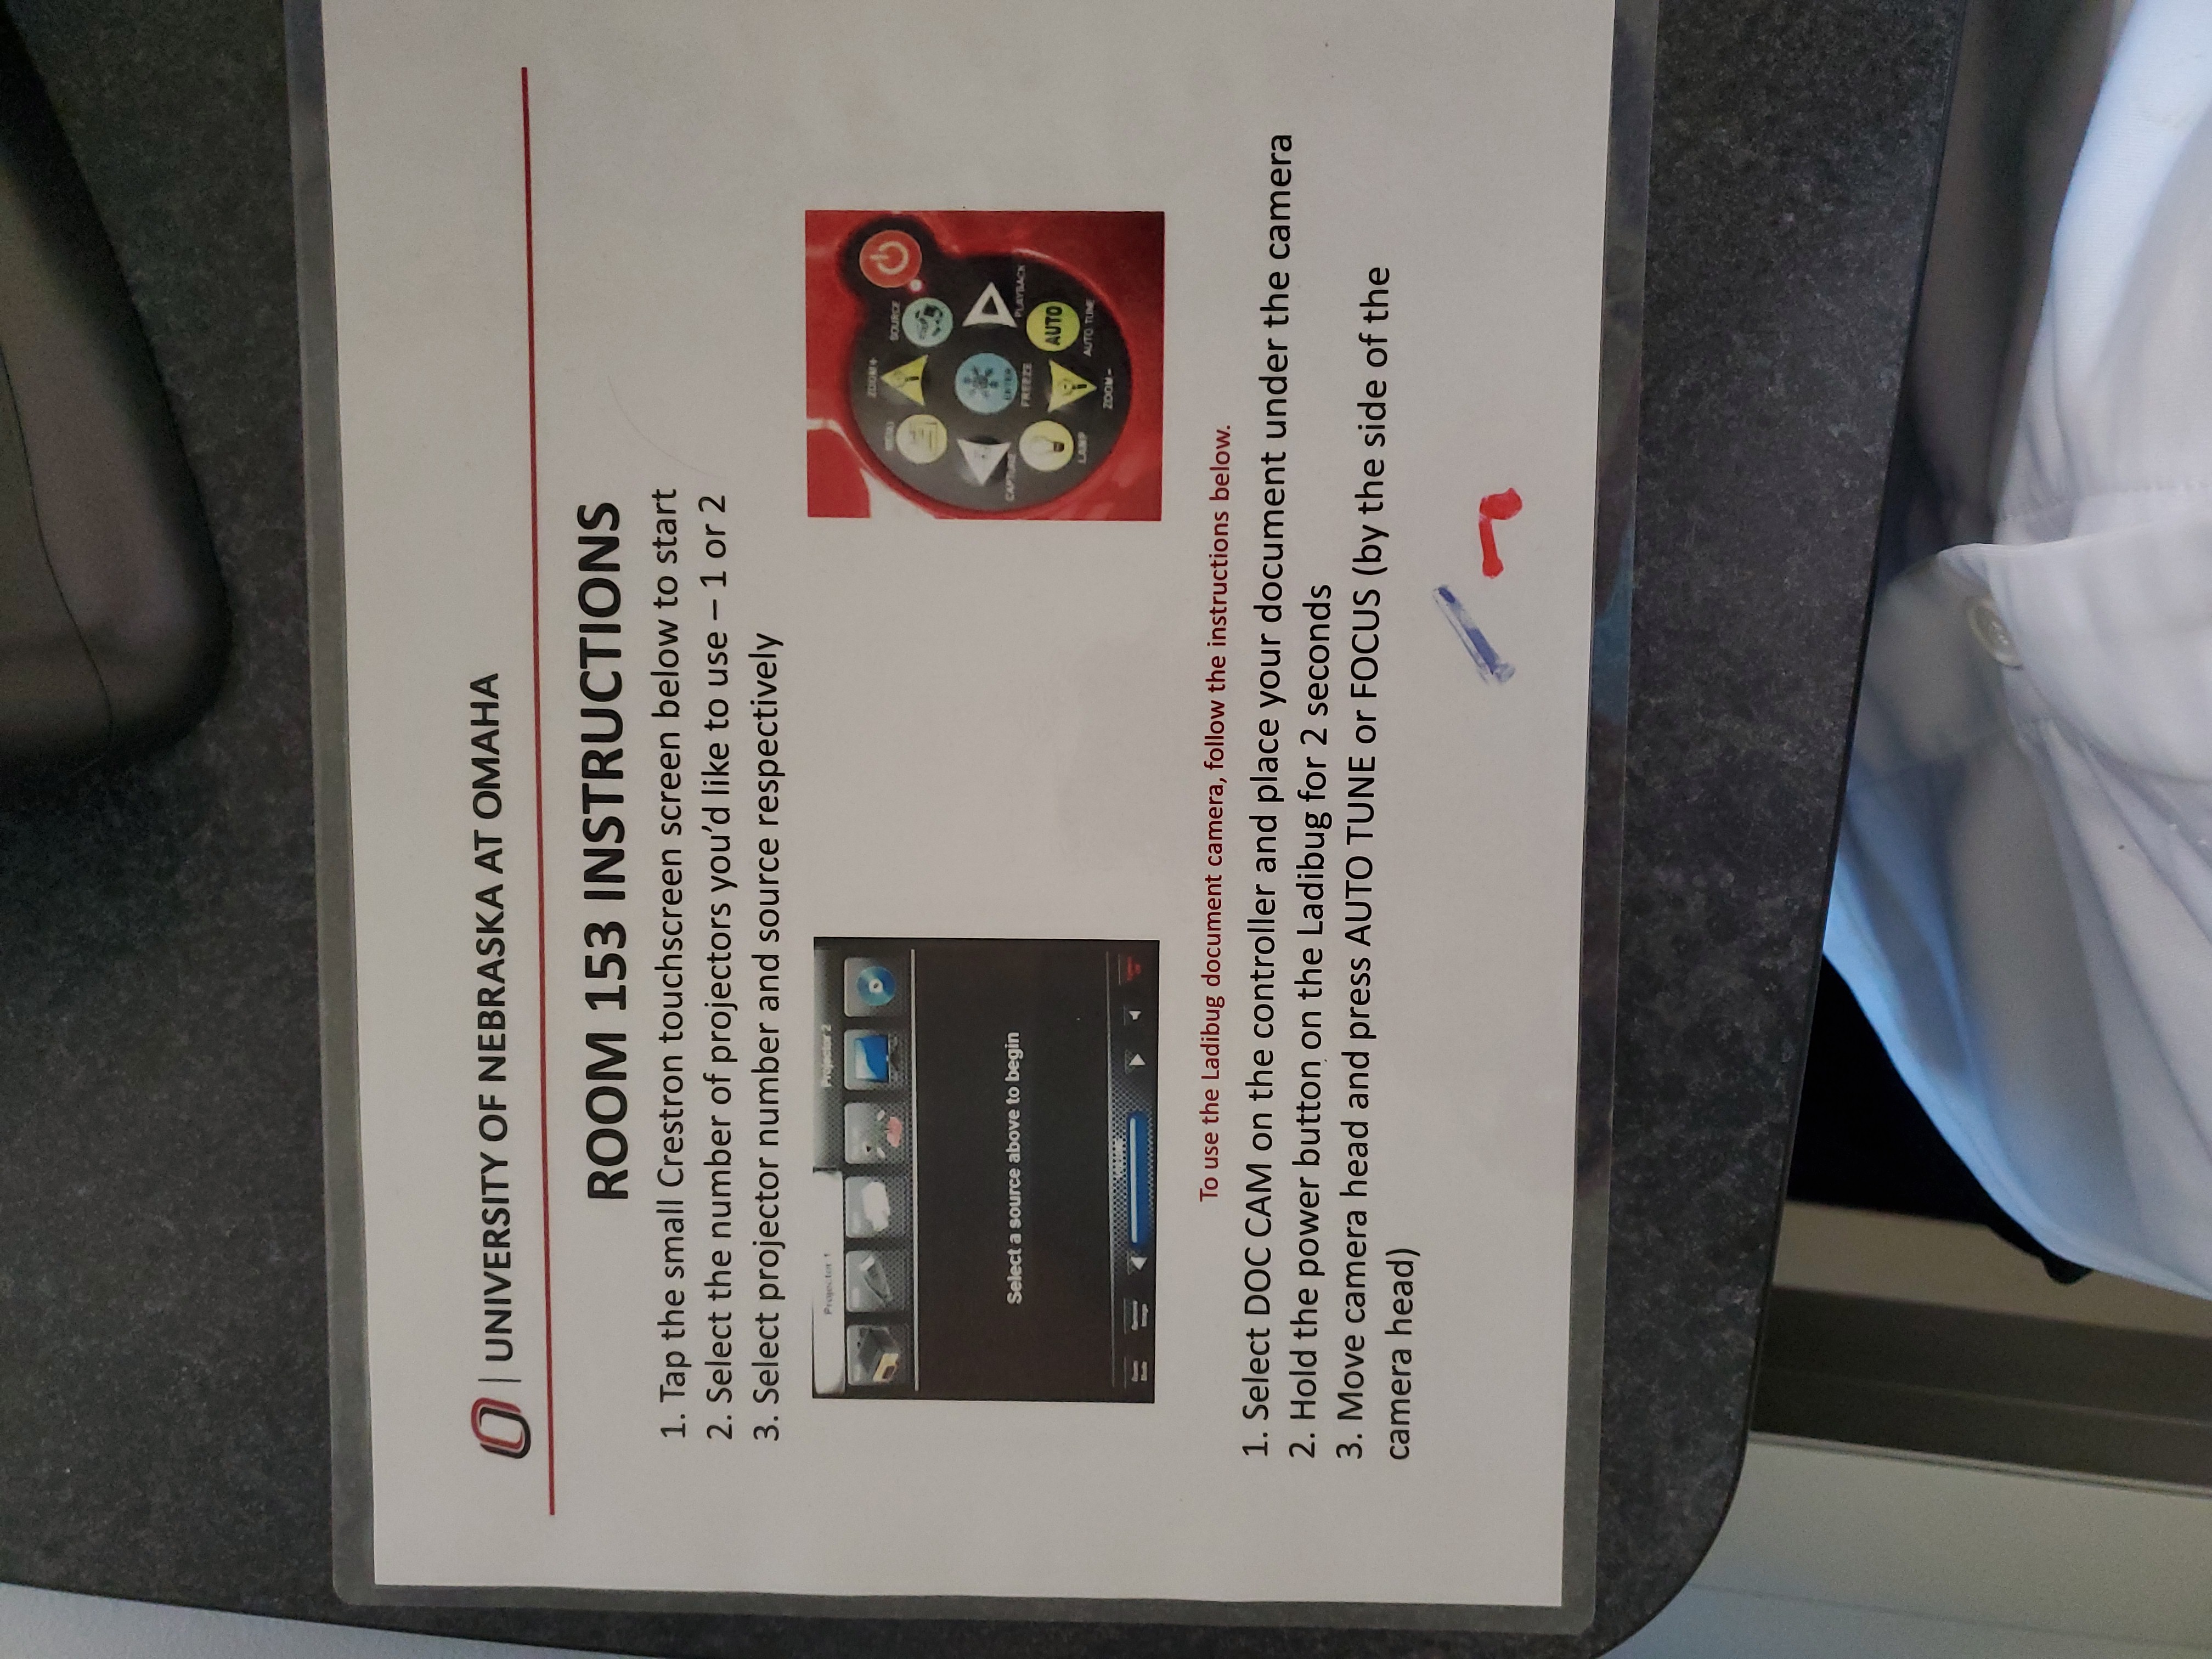 UNIVERSITY OF NEBRASKA AT OMAHA
ROOM 153 INSTRUCTIONS
1. Tap the small Crestron touchscreen screen below to start
2. Select the number of projectors you'd like to use – 1 or 2
3. Select projector number and source respectively
Projector 1
Projector 2
Select a source above to begin
Room
Mode
Remove
Image
ZOOM+
MENU
SOURCE
CAPTURE
ENTER
FREEZE
PLAYBACK
LAMP
AUTO
AUTO TUNE
ZOOM-
To use the Ladibug document camera, follow the instructions below.
1. Select DOC CAM on the controller and place your document under the camera
2. Hold the power button on the Ladibug for 2 seconds
3. Move camera head and press AUTO TUNE or FOCUS (by the side of the
camera head)